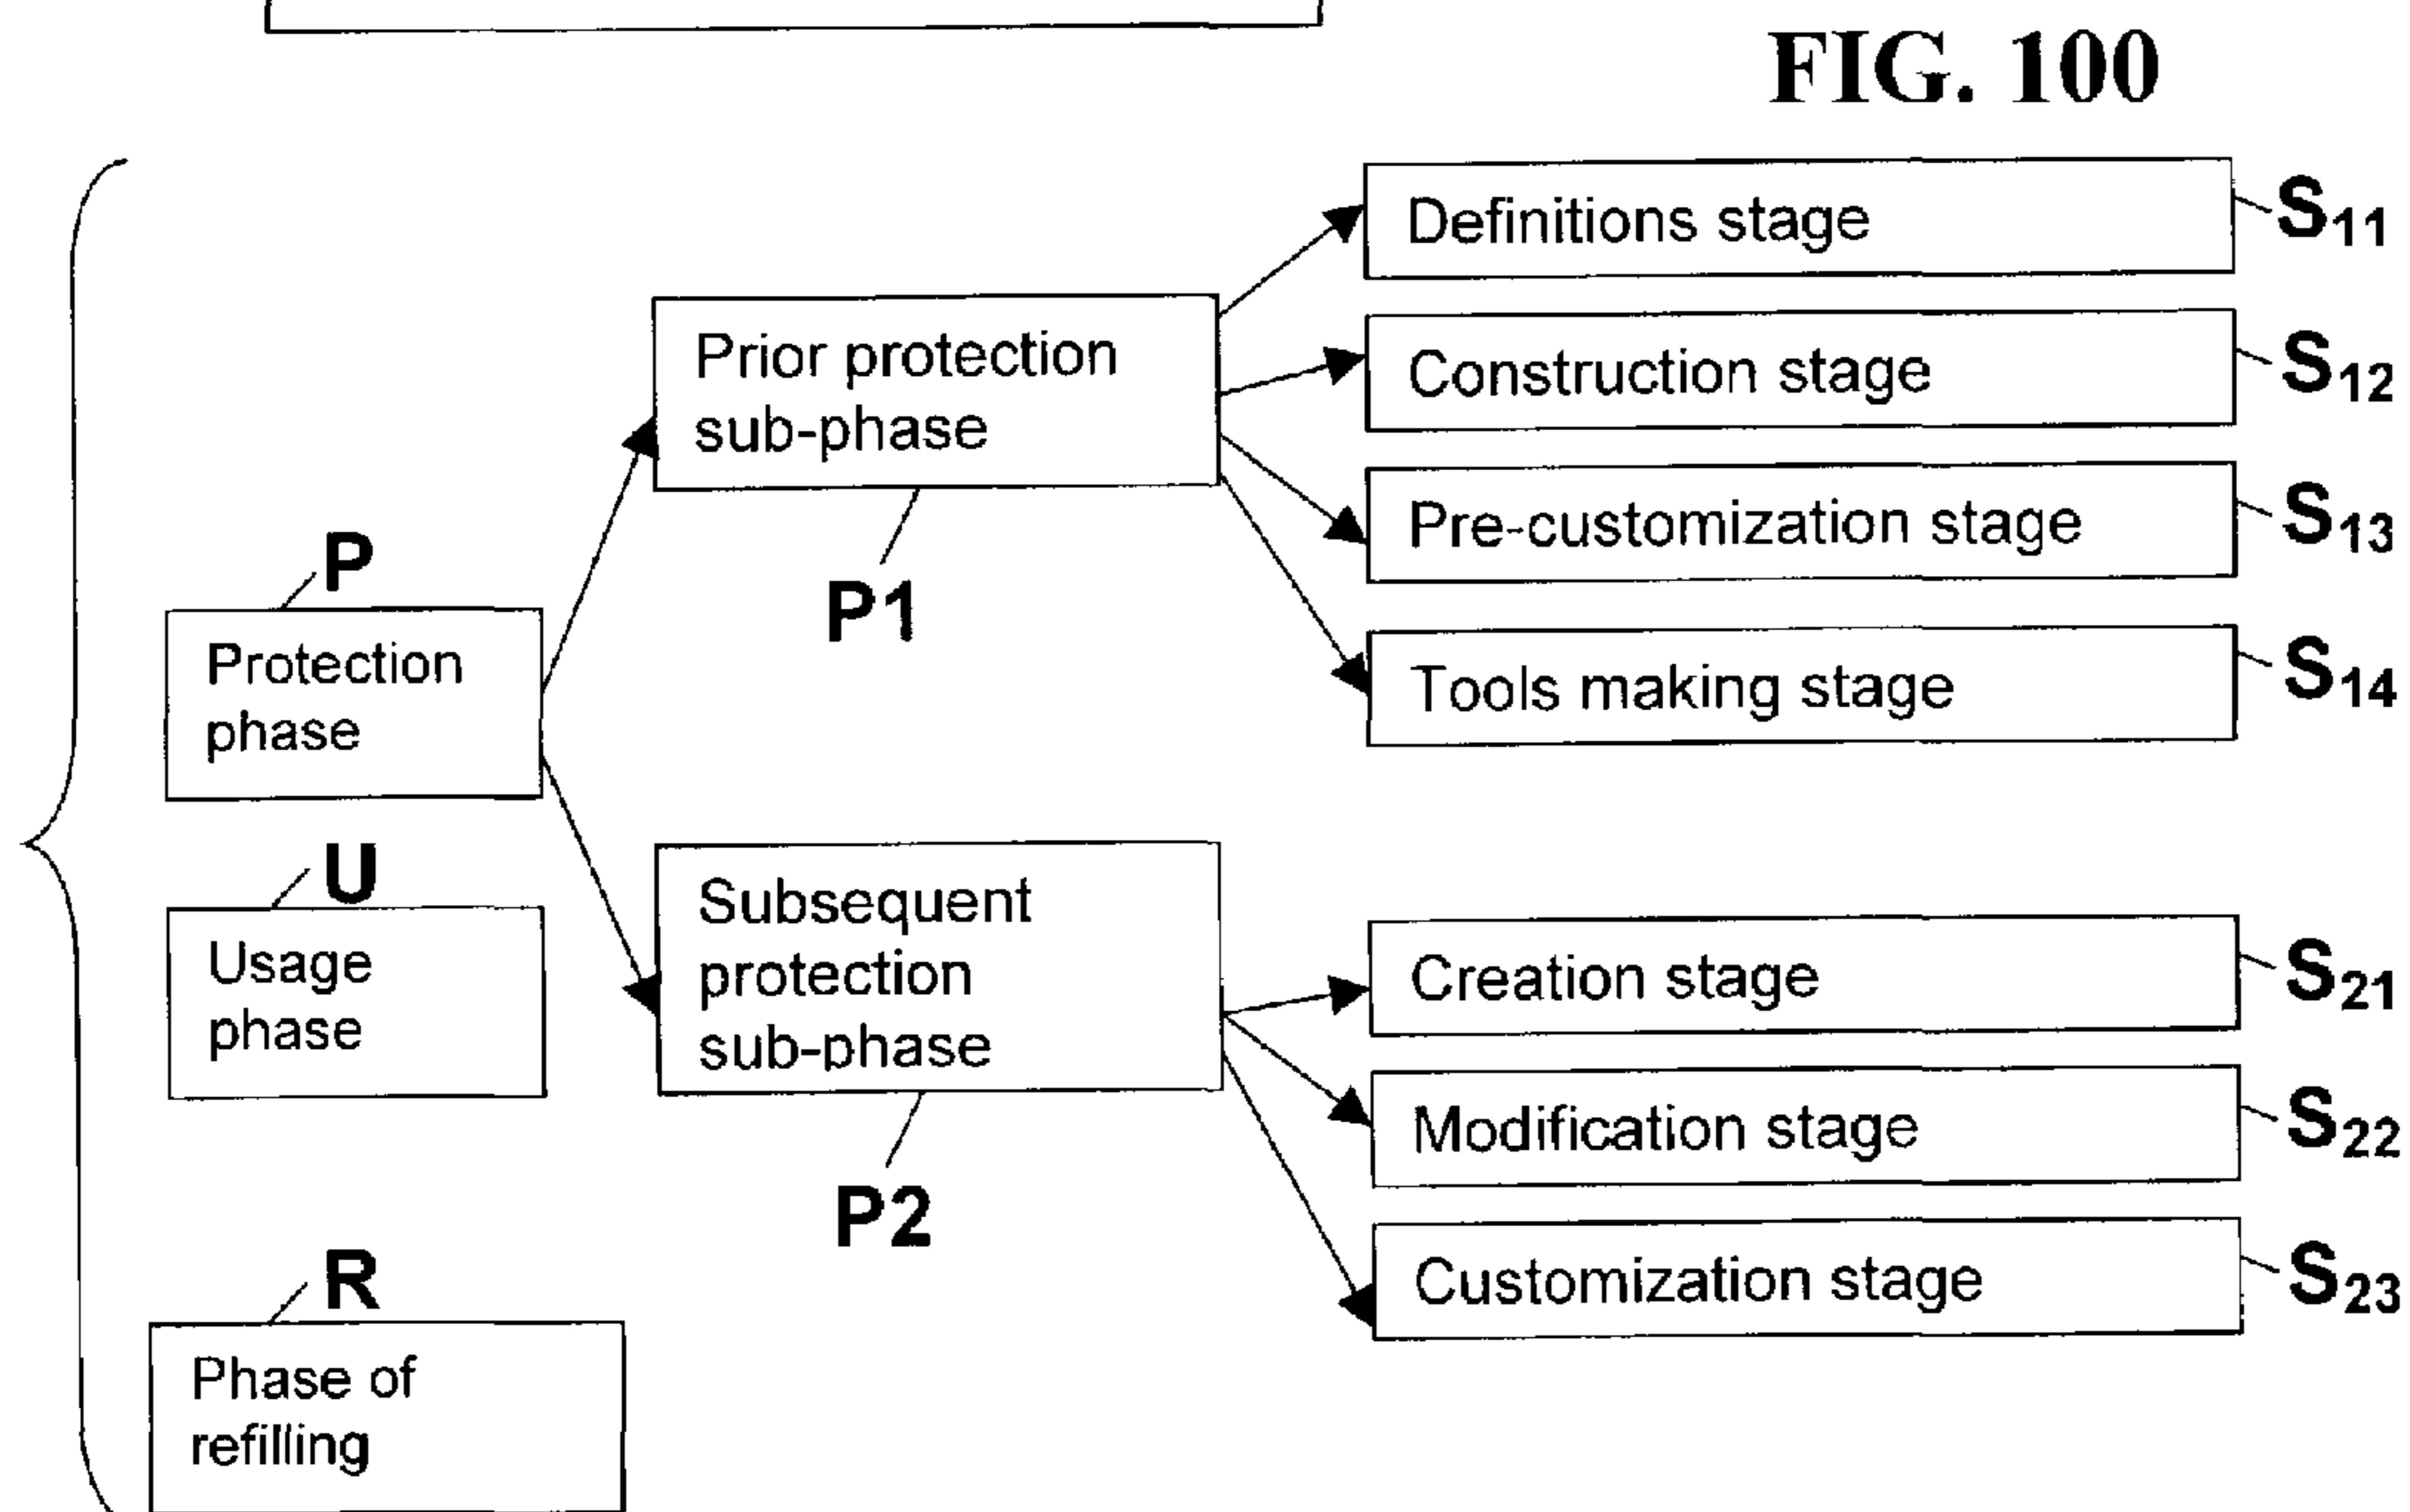 FIG. 100
Definitions stage
S11
Prior protection
sub-phase
Construction stage
S12
Pre-customization stage
S13
P
P1
Protection
phase
Tools making stage
S14
U
Usage
phase
Subsequent
protection
sub-phase
Creation stage
S21
Modification stage
S22
P2
R
Customization stage
S23
Phase of
refilling